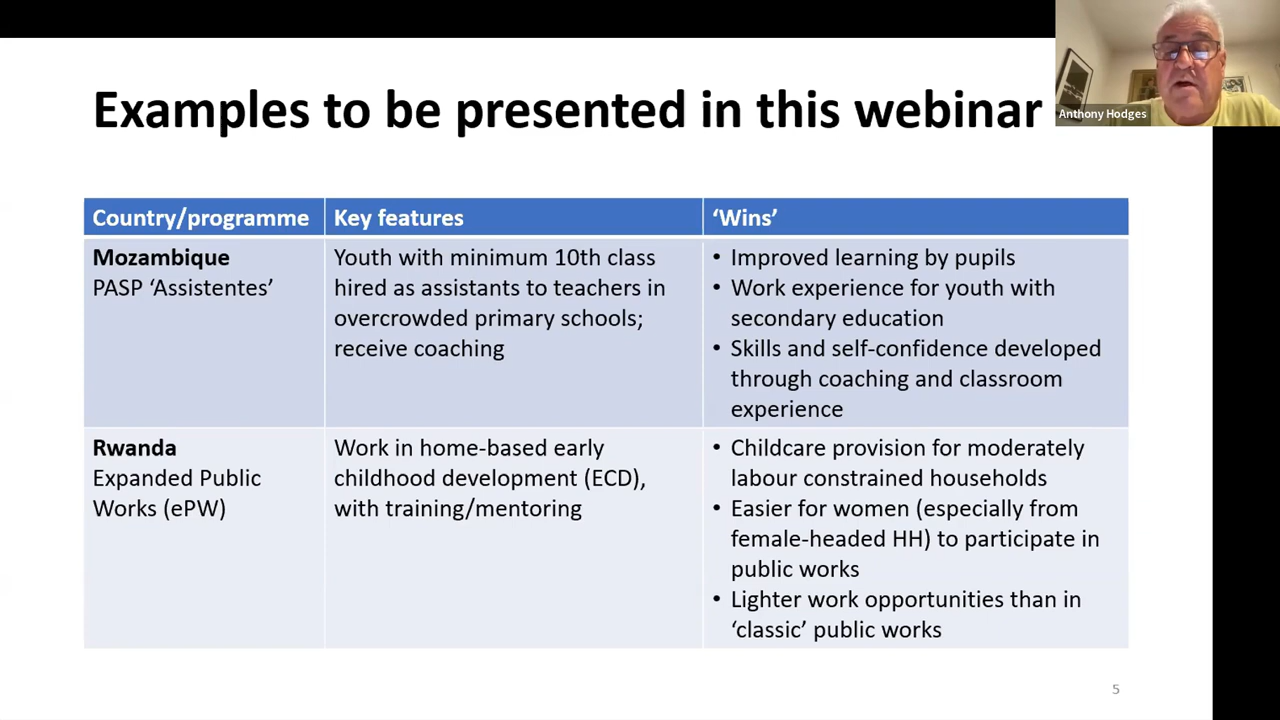 Examples to be presented in this webinar
Anthony Hodges
Country/programme
Key features
‘Wins’
Mozambique
PASP ‘Assistentes’
Youth with minimum 10th class
hired as assistants to teachers in
overcrowded primary schools;
receive coaching
• Improved learning by pupils
• Work experience for youth with
secondary education
• Skills and self-confidence developed
through coaching and classroom
experience
Rwanda
Expanded Public
Works (ePW)
Work in home-based early
childhood development (ECD),
with training/mentoring
• Childcare provision for moderately
labour constrained households
• Easier for women (especially from
female-headed HH) to participate in
public works
• Lighter work opportunities than in
‘classic’ public works
5